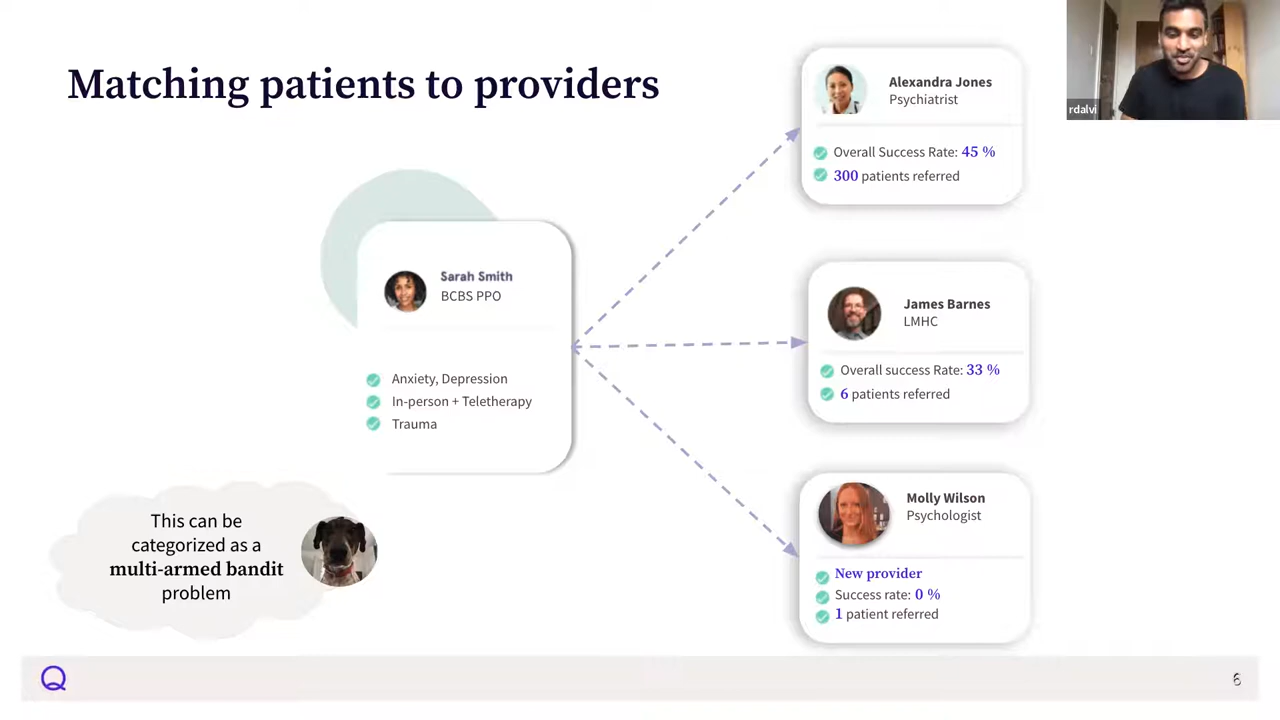 Matching patients to providers
rdalvi
Alexandra Jones
Psychiatrist
Overall Success Rate: 45 %
300 patients referred
Sarah Smith
BCBS PPO
Anxiety, Depression
In-person + Teletherapy
Trauma
James Barnes
LMHC
Overall success Rate: 33 %
6 patients referred
Molly Wilson
Psychologist
New provider
Success rate: 0 %
1 patient referred
This can be
categorized as a
multi-armed bandit
problem
6